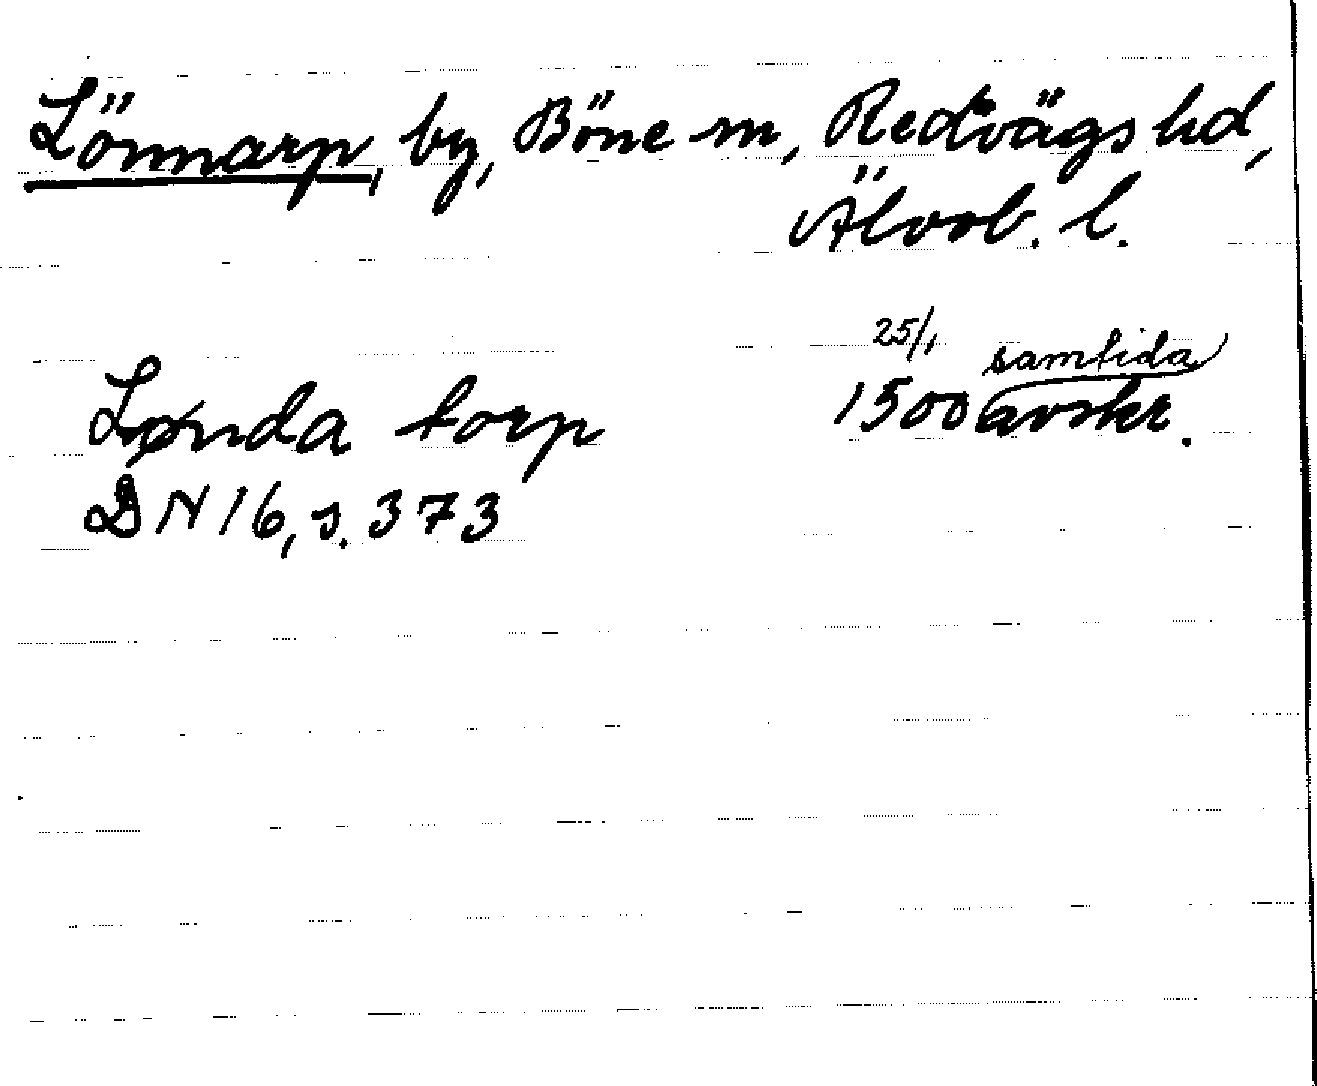 Lönnarp, by, Böne sn, Redvägs hd,
Älvsb. l.
Lønda torp
25/1 1500 samtida avskr.
DN 16, s. 373